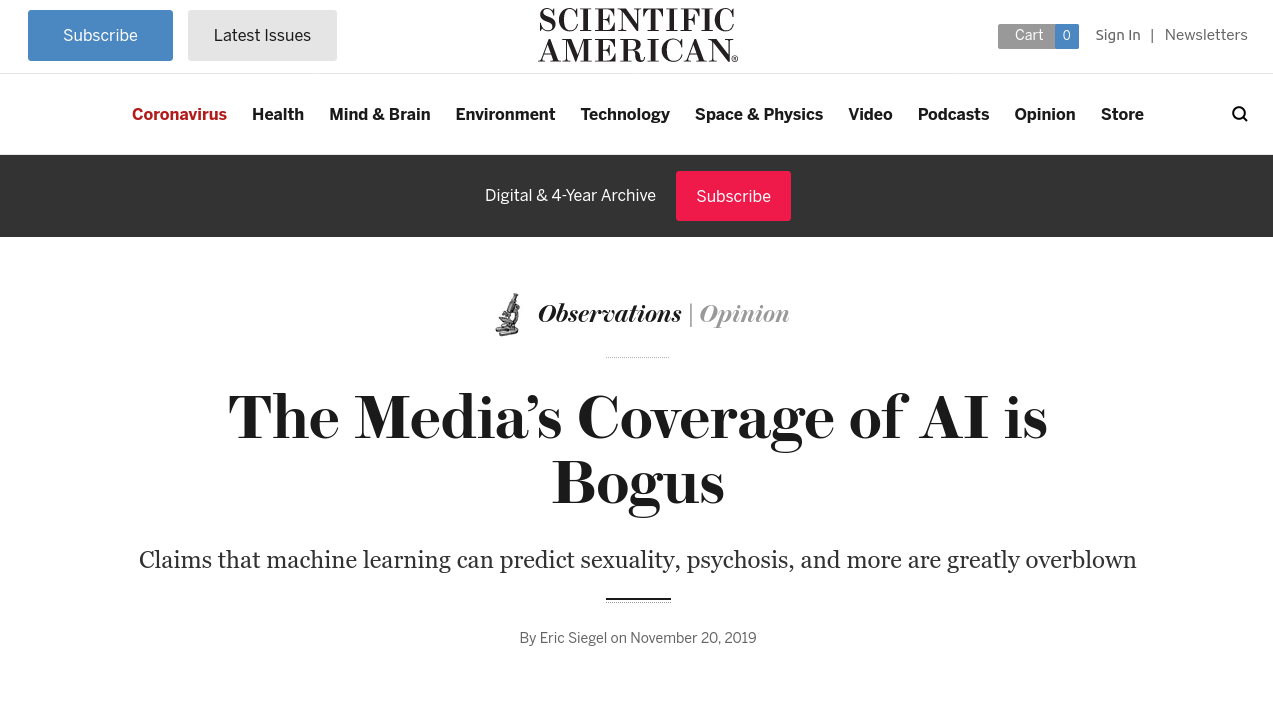 Subscribe
Latest Issues
SCIENTIFIC
AMERICAN®
Cart 0
Sign In | Newsletters
Coronavirus Health Mind & Brain Environment Technology Space & Physics Video Podcasts Opinion Store
Digital & 4-Year Archive Subscribe
Observations | Opinion
The Media’s Coverage of AI is
Bogus
Claims that machine learning can predict sexuality, psychosis, and more are greatly overblown
By Eric Siegel on November 20, 2019